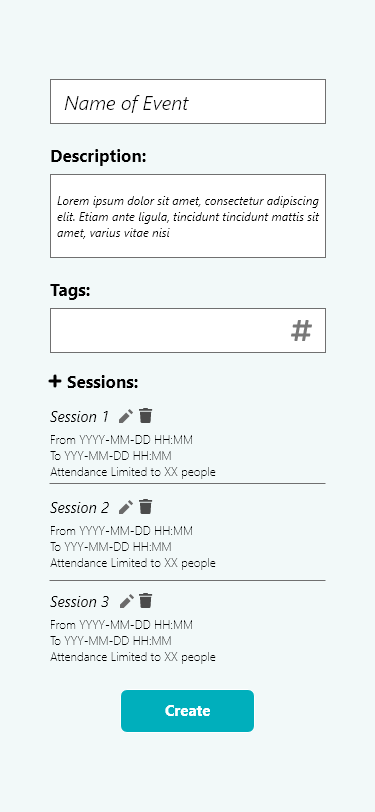 Name of Event
Description:
Lorem ipsum dolor sit amet, consectetur adipiscing
elit. Etiam ante ligula, tincidunt tincidunt mattis sit
amet, varius vitae nisi
Tags:
#
+ Sessions:
Session 1
From YYYY-MM-DD HH:MM
To YYY-MM-DD HH:MM
Attendance Limited to XX people
Session 2
From YYYY-MM-DD HH:MM
To YYY-MM-DD HH:MM
Attendance Limited to XX people
Session 3
From YYYY-MM-DD HH:MM
To YYY-MM-DD HH:MM
Attendance Limited to XX people
Create